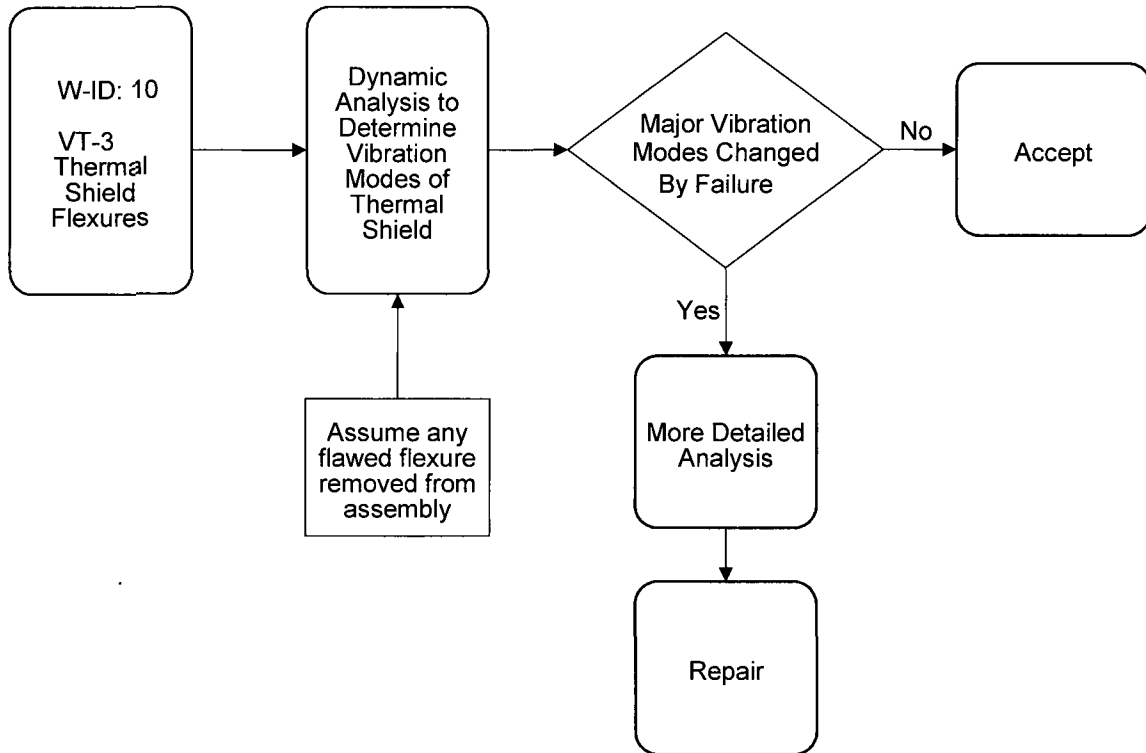 W-ID: 10
VT-3
Thermal
Shield
Flexures
Dynamic
Analysis to
Determine
Vibration
Modes of
Thermal
Shield
Major Vibration
Modes Changed
By Failure
No
Accept
Yes
Assume any
flawed flexure
removed from
assembly
More Detailed
Analysis
Repair